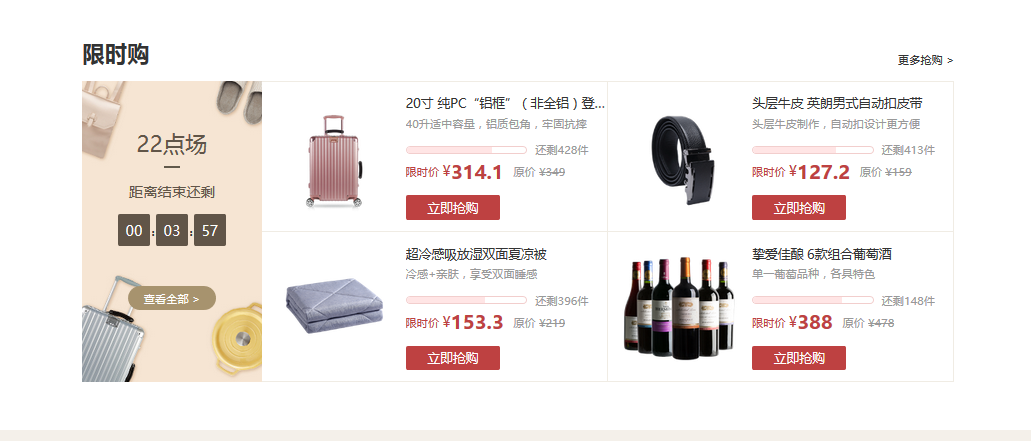 限时购
更多抢购 >
22点场
距离结束还剩
00 : 03 : 57
查看全部 >
20寸 纯PC“铝框”（非全铝）登...
40升适中容量，铝质包角，牢固抗摔
还剩428件
限时价 ¥314.1 原价 ¥349
立即抢购
头层牛皮 英朗男式自动扣皮带
头层牛皮制作，自动扣设计更方便
还剩413件
限时价 ¥127.2 原价 ¥159
立即抢购
超冷感吸放湿双面夏凉被
冷感+亲肤，享受双面睡感
还剩396件
限时价 ¥153.3 原价 ¥219
立即抢购
挚爱佳酿 6款组合葡萄酒
单一葡萄品种，各具特色
还剩148件
限时价 ¥388 原价 ¥478
立即抢购